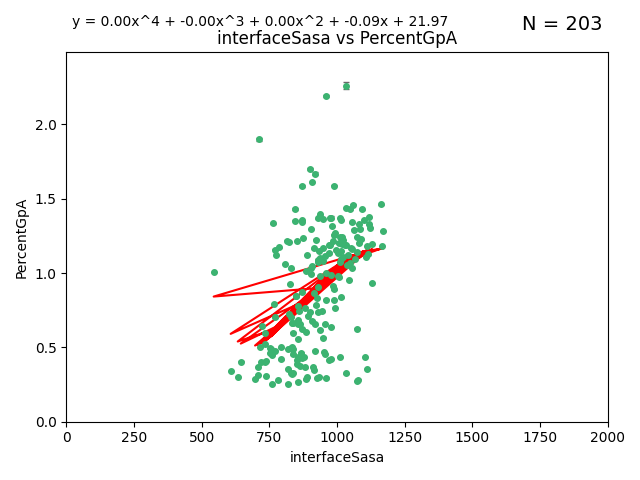 y = 0.00x^4 + -0.00x^3 + 0.00x^2 + -0.09x + 21.97
N = 203
interfaceSasa vs PercentGpA
PercentGpA
2.0
1.5
1.0
0.5
0.0
0 250 500 750 1000 1250 1500 1750 2000
interfaceSasa